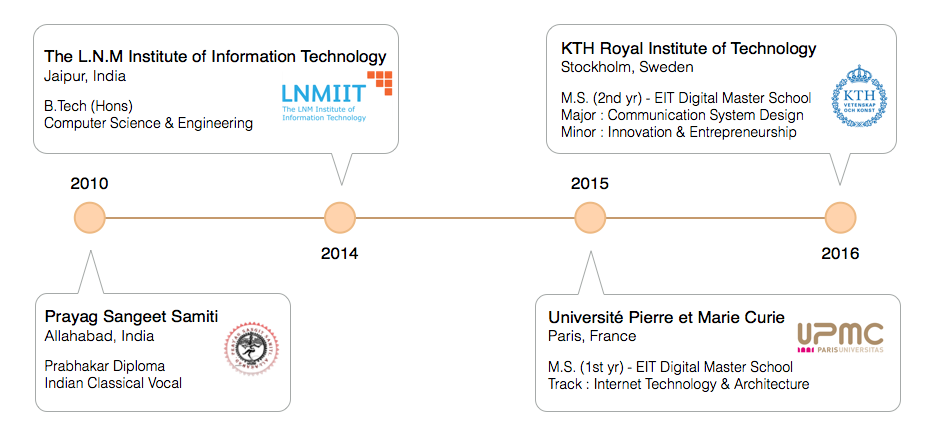 The L.N.M Institute of Information Technology
Jaipur, India
B.Tech (Hons)
Computer Science & Engineering
LNMIIT
The LNM Institute of
Information Technology
KTH Royal Institute of Technology
Stockholm, Sweden
M.S. (2nd yr) - EIT Digital Master School
Major : Communication System Design
Minor : Innovation & Entrepreneurship
KTH
VETENSKAP
OCH KONST
2010
2015
2014
2016
Prayag Sangeet Samiti
Allahabad, India
Prabhakar Diploma
Indian Classical Vocal
Université Pierre et Marie Curie
Paris, France
M.S. (1st yr) - EIT Digital Master School
Track : Internet Technology & Architecture
UPMC
PARISUNIVERSITAS